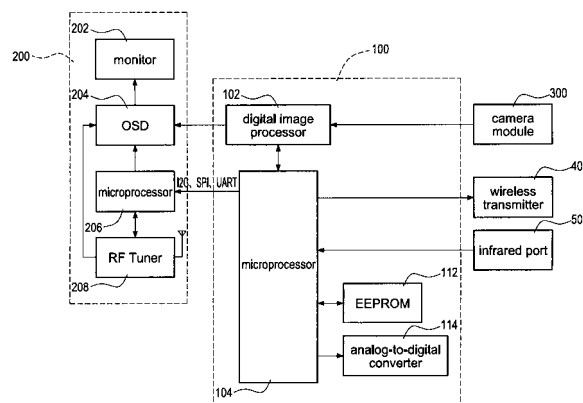 202
200
monitor
204
OSD
microprocessor
206
RF Tuner
208
100
102
digital image
processor
I2C、SPI、UART
microprocessor
104
112
EEPROM
114
analog-to-digital
converter
300
camera
module
40
wireless
transmitter
50
infrared port